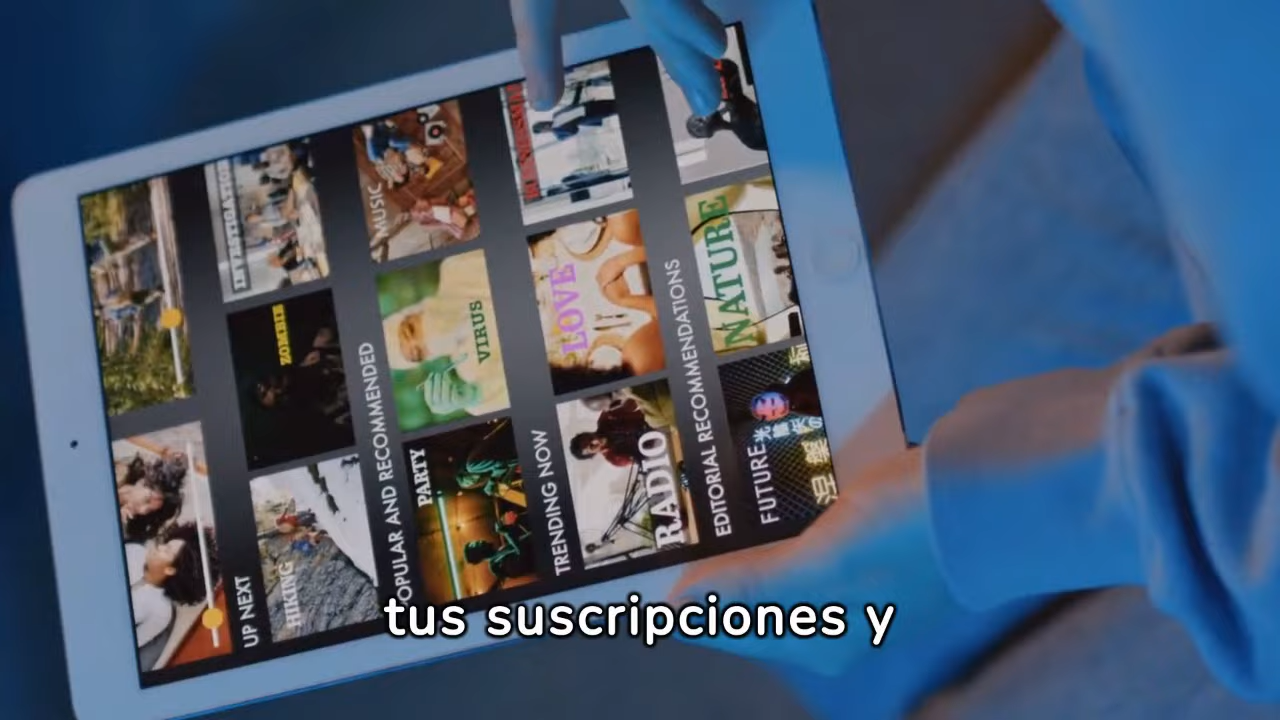 UP NEXT
HIKING
ZOMBIE
INVESTIGATION
POPULAR AND RECOMMENDED
PARTY
VIRUS
MUSIC
TRENDING NOW
RADIO
LOVE
EDITORIAL RECOMMENDATIONS
FUTURE
NATURE
tus suscripciones y